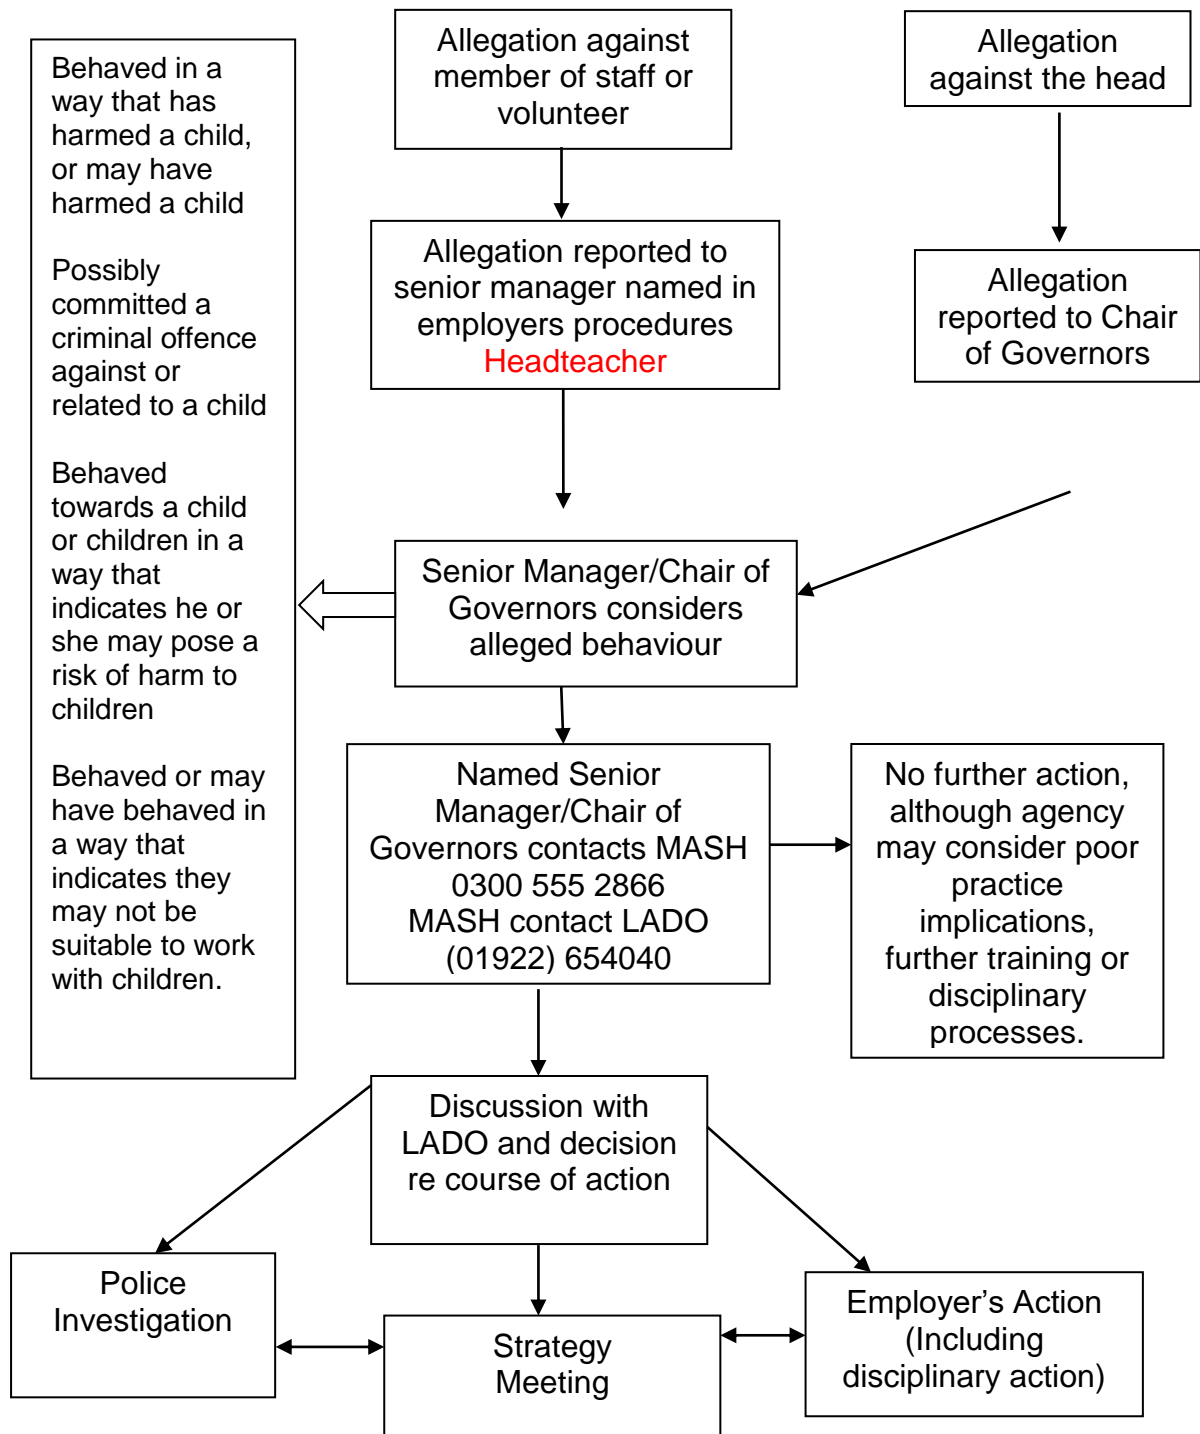 Behaved in a
way that has
harmed a child,
or may have
harmed a child
Possibly
committed a
criminal offence
against or
related to a child
Behaved
towards a child
or children in a
way that
indicates he or
she may pose a
risk of harm to
children
Behaved or may
have behaved in
a way that
indicates they
may not be
suitable to work
with children.
Allegation against
member of staff or
volunteer
Allegation
against the head
Allegation reported to
senior manager named in
employers procedures
Headteacher
Allegation
reported to Chair
of Governors
Senior Manager/Chair of
Governors considers
alleged behaviour
Named Senior
Manager/Chair of
Governors contacts MASH
0300 555 2866
MASH contact LADO
(01922) 654040
No further action,
although agency
may consider poor
practice
implications,
further training or
disciplinary
processes.
Discussion with
LADO and decision
re course of action
Police
Investigation
Strategy
Meeting
Employer’s Action
(Including
disciplinary action)